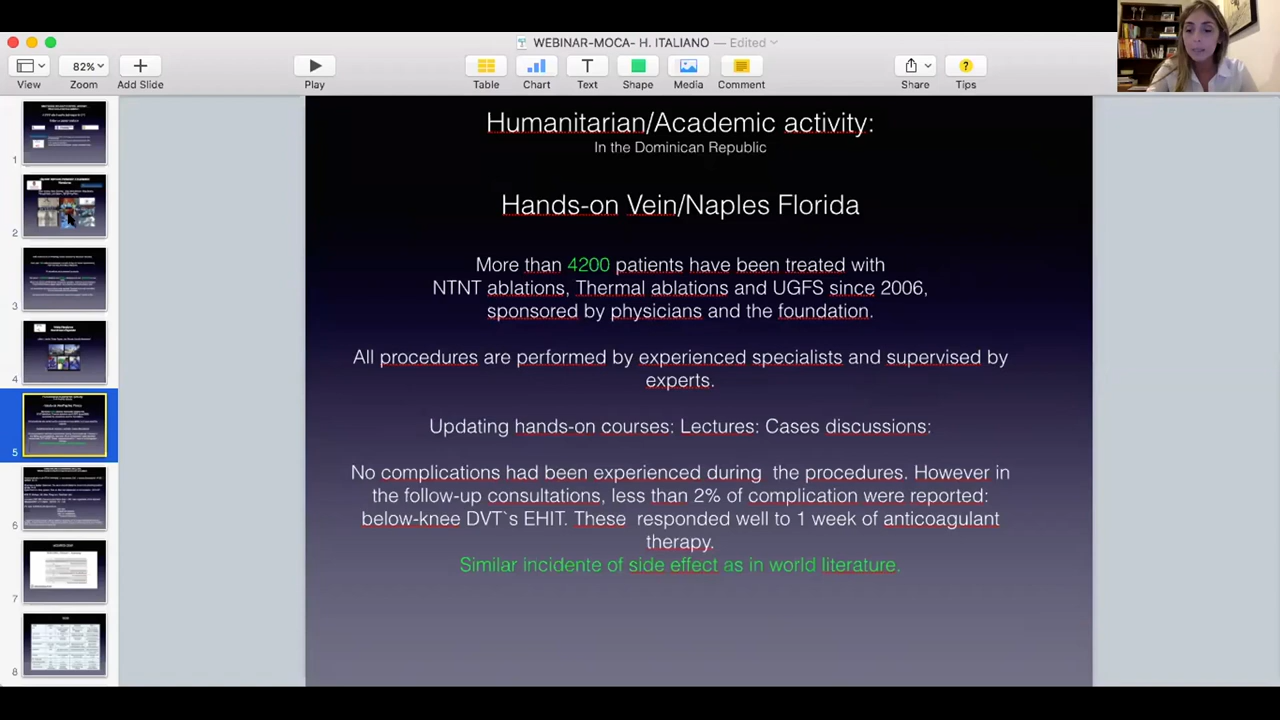 WEBINAR-MOCA- H. ITALIANO — Edited
82%
View
Zoom
Add Slide
Play
Table
Chart
Text
Shape
Media
Comment
Share
Tips
1
2
3
4
5
6
7
8
Humanitarian/Academic activity:
In the Dominican Republic
Hands-on Vein/Naples Florida
More than 4200 patients have been treated with
NTNT ablations, Thermal ablations and UGFS since 2006,
sponsored by physicians and the foundation.
All procedures are performed by experienced specialists and supervised by
experts.
Updating hands-on courses: Lectures: Cases discussions:
No complication had been experienced during the procedures. However in
the follow-up consultations, less than 2% of complication were reported:
below-knee DVT`s EHIT. These responded well to 1 week of anticoagulant
therapy.
Similar incidente of side effect as in world literature.